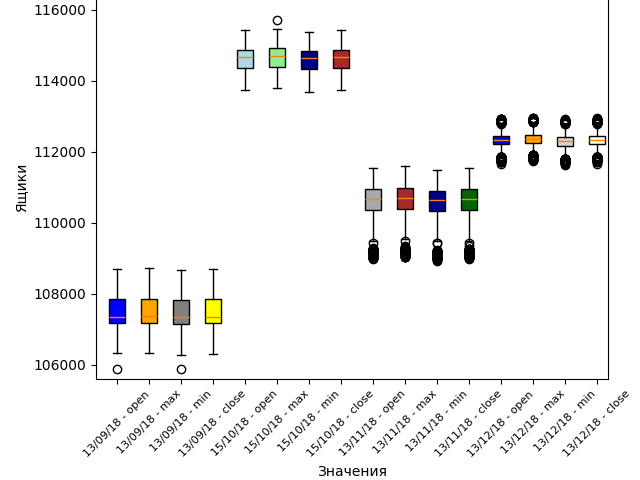 116000
114000
112000
110000
108000
106000
Ящики
13/09/18 - open
13/09/18 - max
13/09/18 - min
13/09/18 - close
15/10/18 - open
15/10/18 - max
15/10/18 - min
15/10/18 - close
13/11/18 - open
13/11/18 - max
13/11/18 - min
13/11/18 - close
13/12/18 - open
13/12/18 - max
13/12/18 - min
13/12/18 - close
Значения